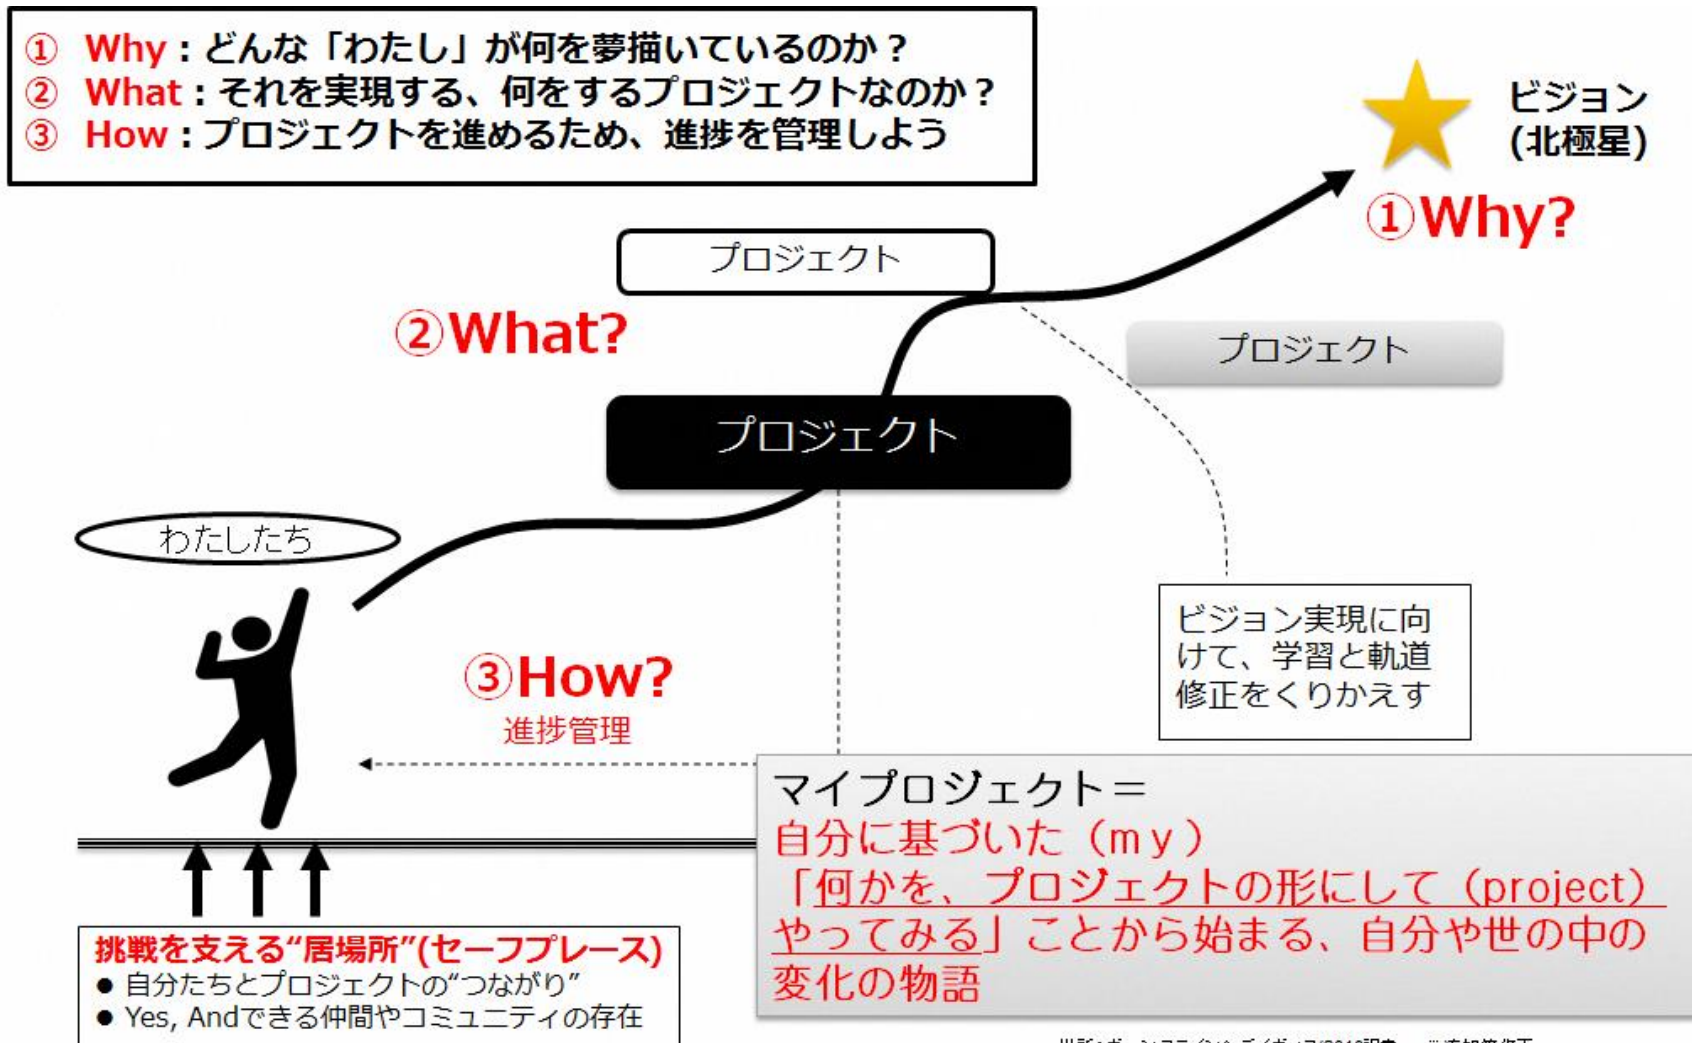 ① Why：どんな「わたし」が何を夢描いているのか？
② What：それを実現する、何をするプロジェクトなのか？
③ How：プロジェクトを進めるため、進捗を管理しよう
ビジョン
(北極星)
①Why?
プロジェクト
②What?
プロジェクト
プロジェクト
わたしたち
ビジョン実現に向
けて、学習と軌道
修正をくりかえす
③How?
進捗管理
マイプロジェクト＝
自分に基づいた（ｍｙ）
「何かを、プロジェクトの形にして（project）
やってみる」ことから始まる、自分や世の中の
変化の物語
挑戦を支える“居場所”(セーフプレース)
● 自分たちとプロジェクトの“つながり”
● Yes, Andできる仲間やコミュニティの存在